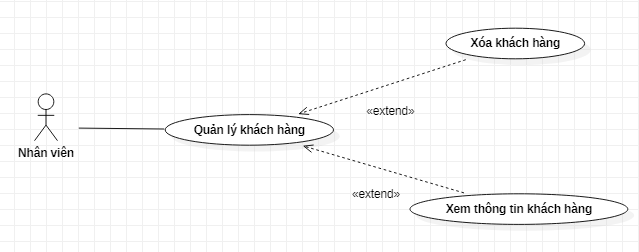 Xóa khách hàng
«extend»
Quản lý khách hàng
Nhân viên
«extend»
Xem thông tin khách hàng